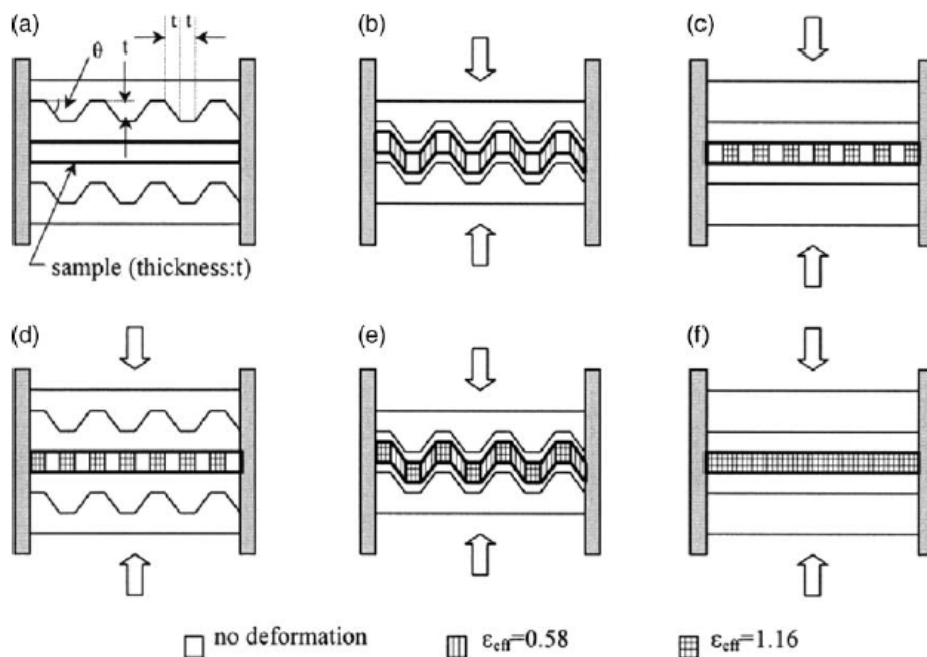 (a)
t t
θ
t
sample (thickness:t)
(b)
(c)
(d)
(e)
(f)
no deformation
ε_eff=0.58
ε_eff=1.16